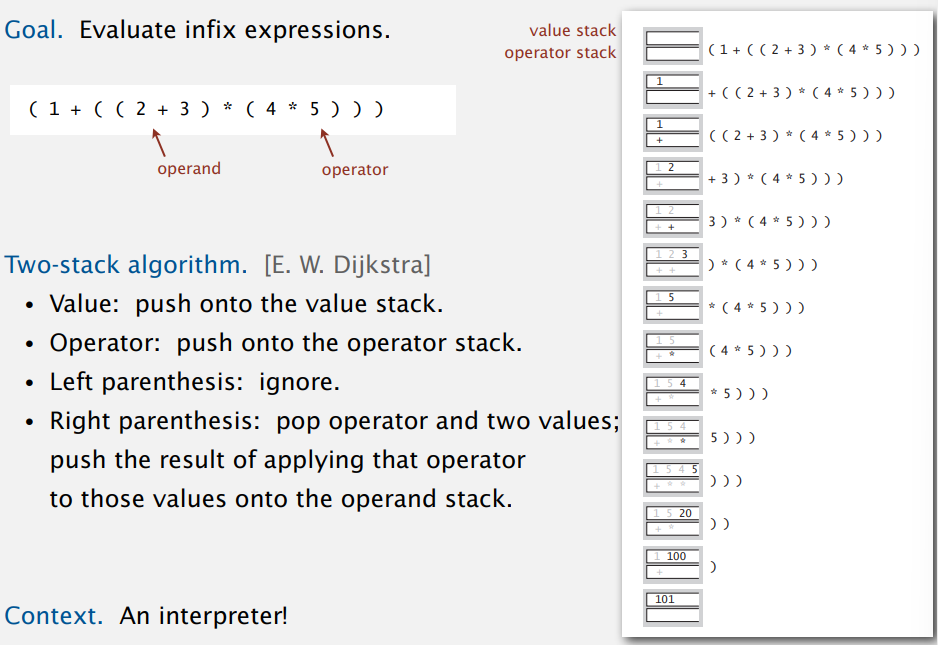 Goal. Evaluate infix expressions.
( 1 + ( ( 2 + 3 ) * ( 4 * 5 ) ) )
operand
operator
Two-stack algorithm. [E. W. Dijkstra]
• Value: push onto the value stack.
• Operator: push onto the operator stack.
• Left parenthesis: ignore.
• Right parenthesis: pop operator and two values;
push the result of applying that operator
to those values onto the operand stack.
Context. An interpreter!
value stack
operator stack
( 1 + ( ( 2 + 3 ) * ( 4 * 5 ) ) )
1
+ ( ( 2 + 3 ) * ( 4 * 5 ) ) )
1
+
( ( 2 + 3 ) * ( 4 * 5 ) ) )
1 2
+
+ 3 ) * ( 4 * 5 ) ) )
1 2
+ +
3 ) * ( 4 * 5 ) ) )
1 2 3
+ +
) * ( 4 * 5 ) ) )
1 5
+
* ( 4 * 5 ) ) )
1 5
+ *
( 4 * 5 ) ) )
1 5 4
+ *
* 5 ) ) )
1 5 4
+ * *
5 ) ) )
1 5 4 5
+ * *
) ) )
1 5 20
+ *
) )
1 100
+
)
101